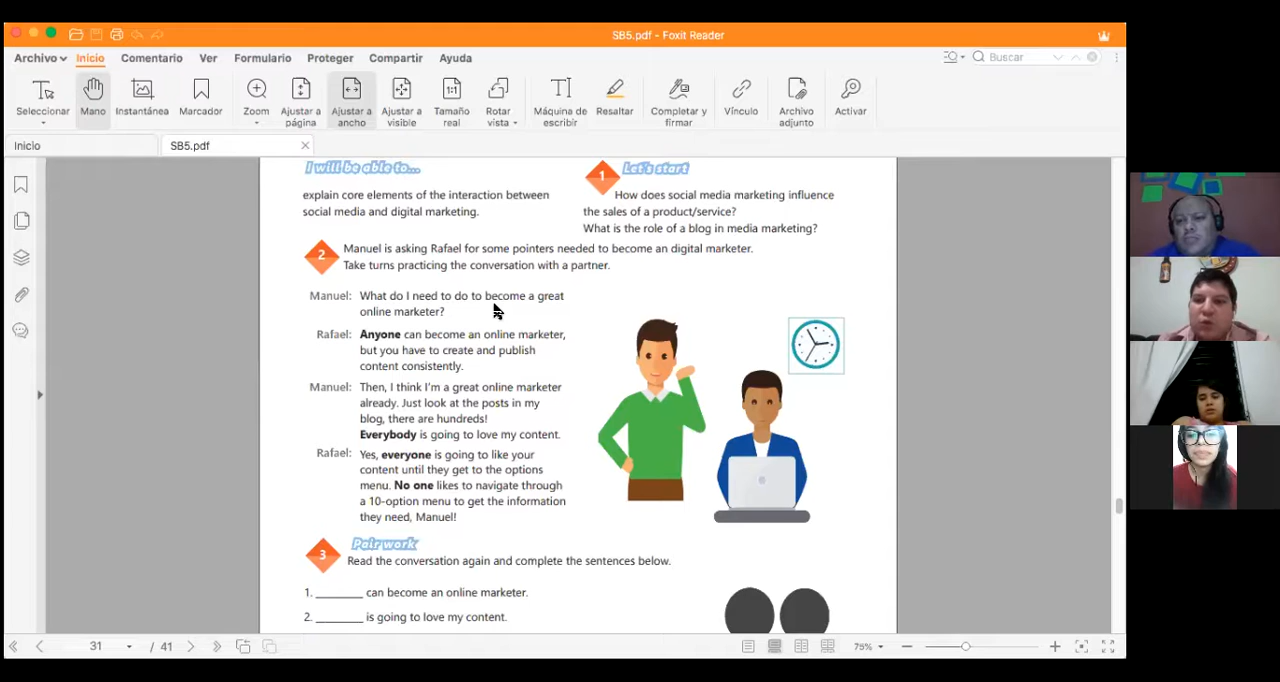 SB5.pdf - Foxit Reader
Archivo Inicio Comentario Ver Formulario Proteger Compartir Ayuda
Buscar
Seleccionar Mano Instantánea Marcador Zoom Ajustar a página Ajustar a ancho Ajustar a visible Tamaño real Rotar vista Máquina de escribir Resaltar Completar y firmar Vínculo Archivo adjunto Activar
Inicio SB5.pdf
I will be able to...
explain core elements of the interaction between
social media and digital marketing.
1 Let's start
How does social media marketing influence
the sales of a product/service?
What is the role of a blog in media marketing?
2 Manuel is asking Rafael for some pointers needed to become an digital marketer.
Take turns practicing the conversation with a partner.
Manuel: What do I need to do to become a great
online marketer?
Rafael: Anyone can become an online marketer,
but you have to create and publish
content consistently.
Manuel: Then, I think I'm a great online marketer
already. Just look at the posts in my
blog, there are hundreds!
Everybody is going to love my content.
Rafael: Yes, everyone is going to like your
content until they get to the options
menu. No one likes to navigate through
a 10-option menu to get the information
they need, Manuel!
3 Pair work
Read the conversation again and complete the sentences below.
1. ________ can become an online marketer.
2. ________ is going to love my content.
31 / 41 75%